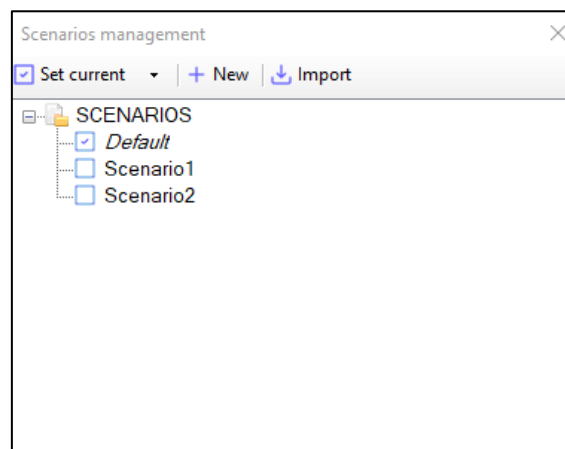 Scenarios management
Set current New Import
SCENARIOS
Default
Scenario1
Scenario2